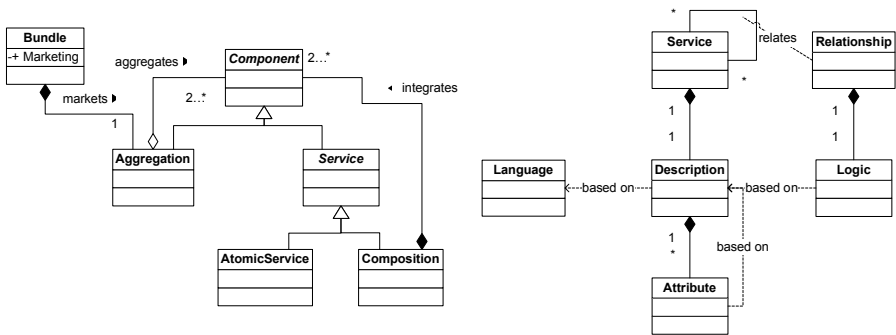 Bundle
-+ Marketing
markets
1
aggregates
Component
2...*
2...*
integrates
Aggregation
Service
AtomicService
Composition
*
Service
*
relates
Relationship
1
1
1
1
Language
based on
Description
based on
Logic
1
*
based on
Attribute